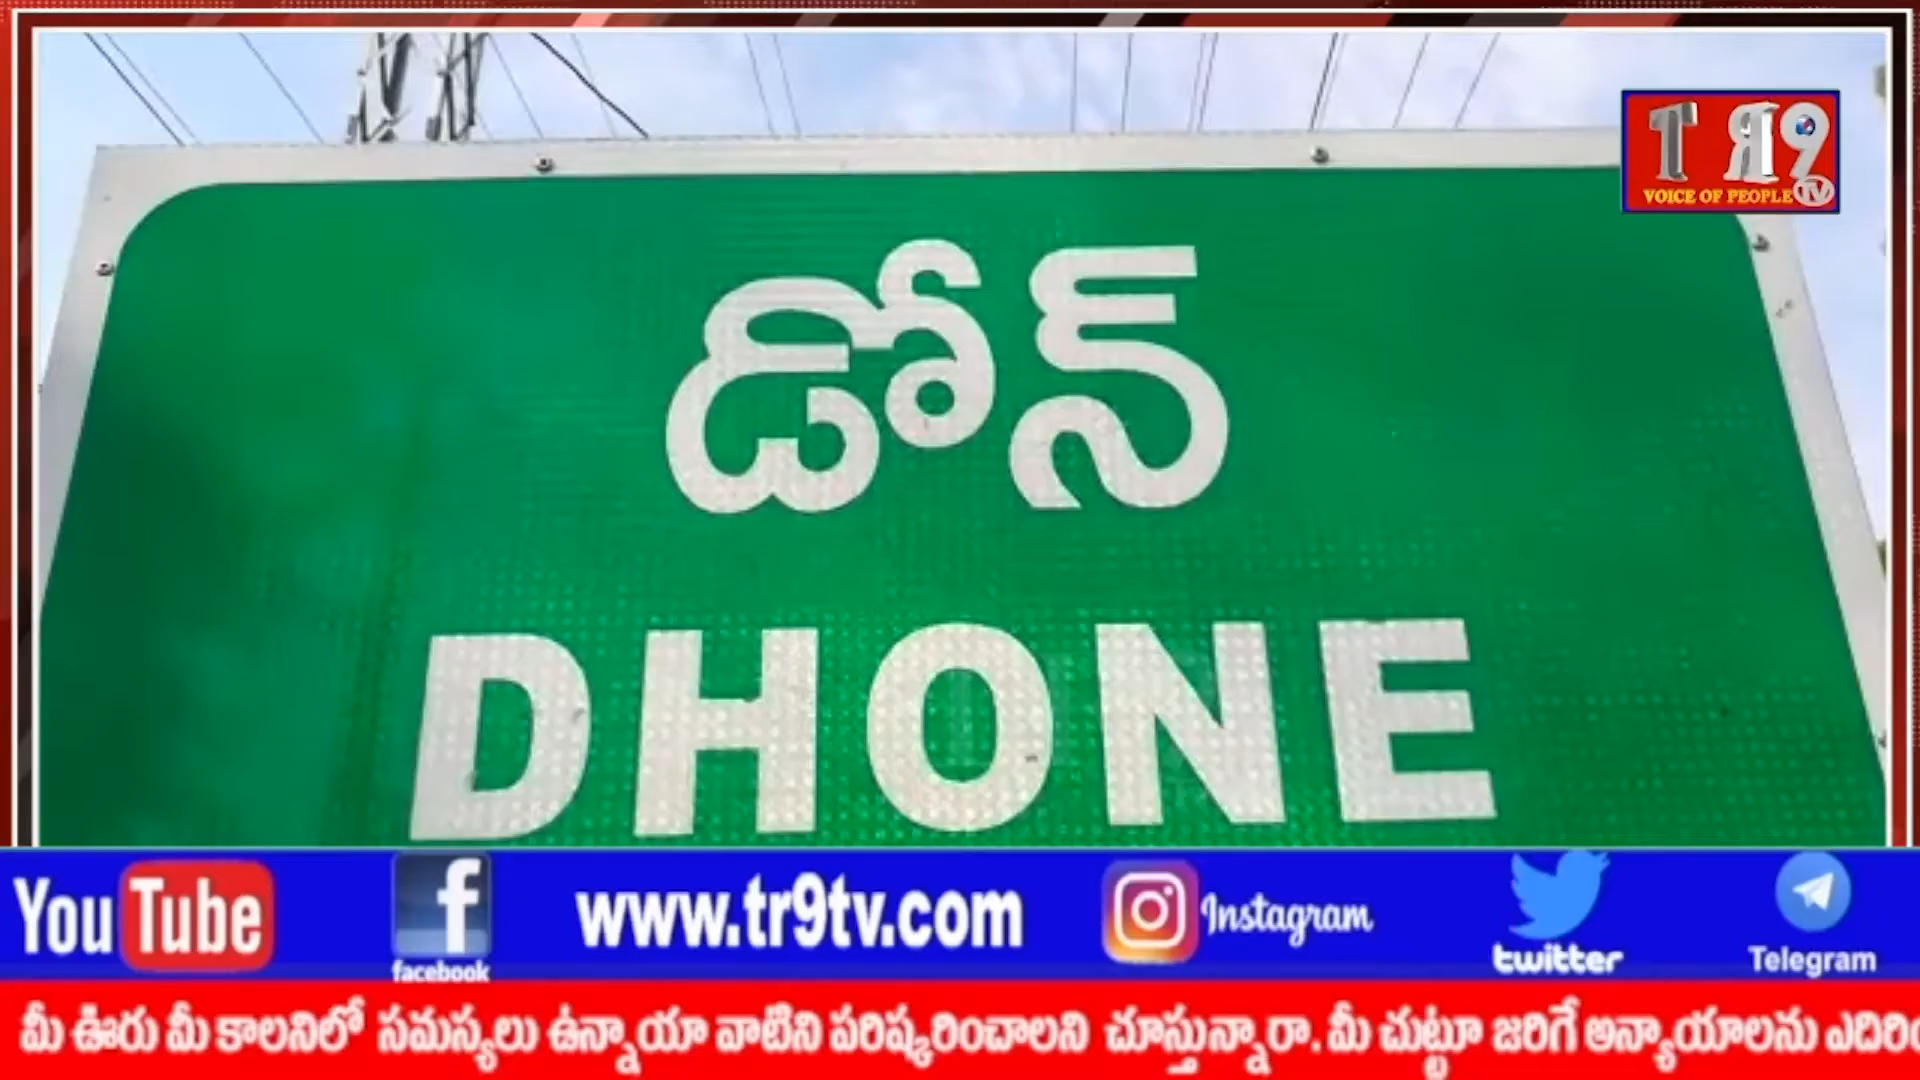 T R 9
VOICE OF PEOPLE TV
డోన్
DHONE
YouTube
facebook
www.tr9tv.com
Instagram
twitter
Telegram
మీ ఊరు మీ కాలనిలో సమస్యలు ఉన్నాయా వాటిని పరిష్కరించాలని చూస్తున్నారా. మీ చుట్టూ జరిగే అన్యాయాలను